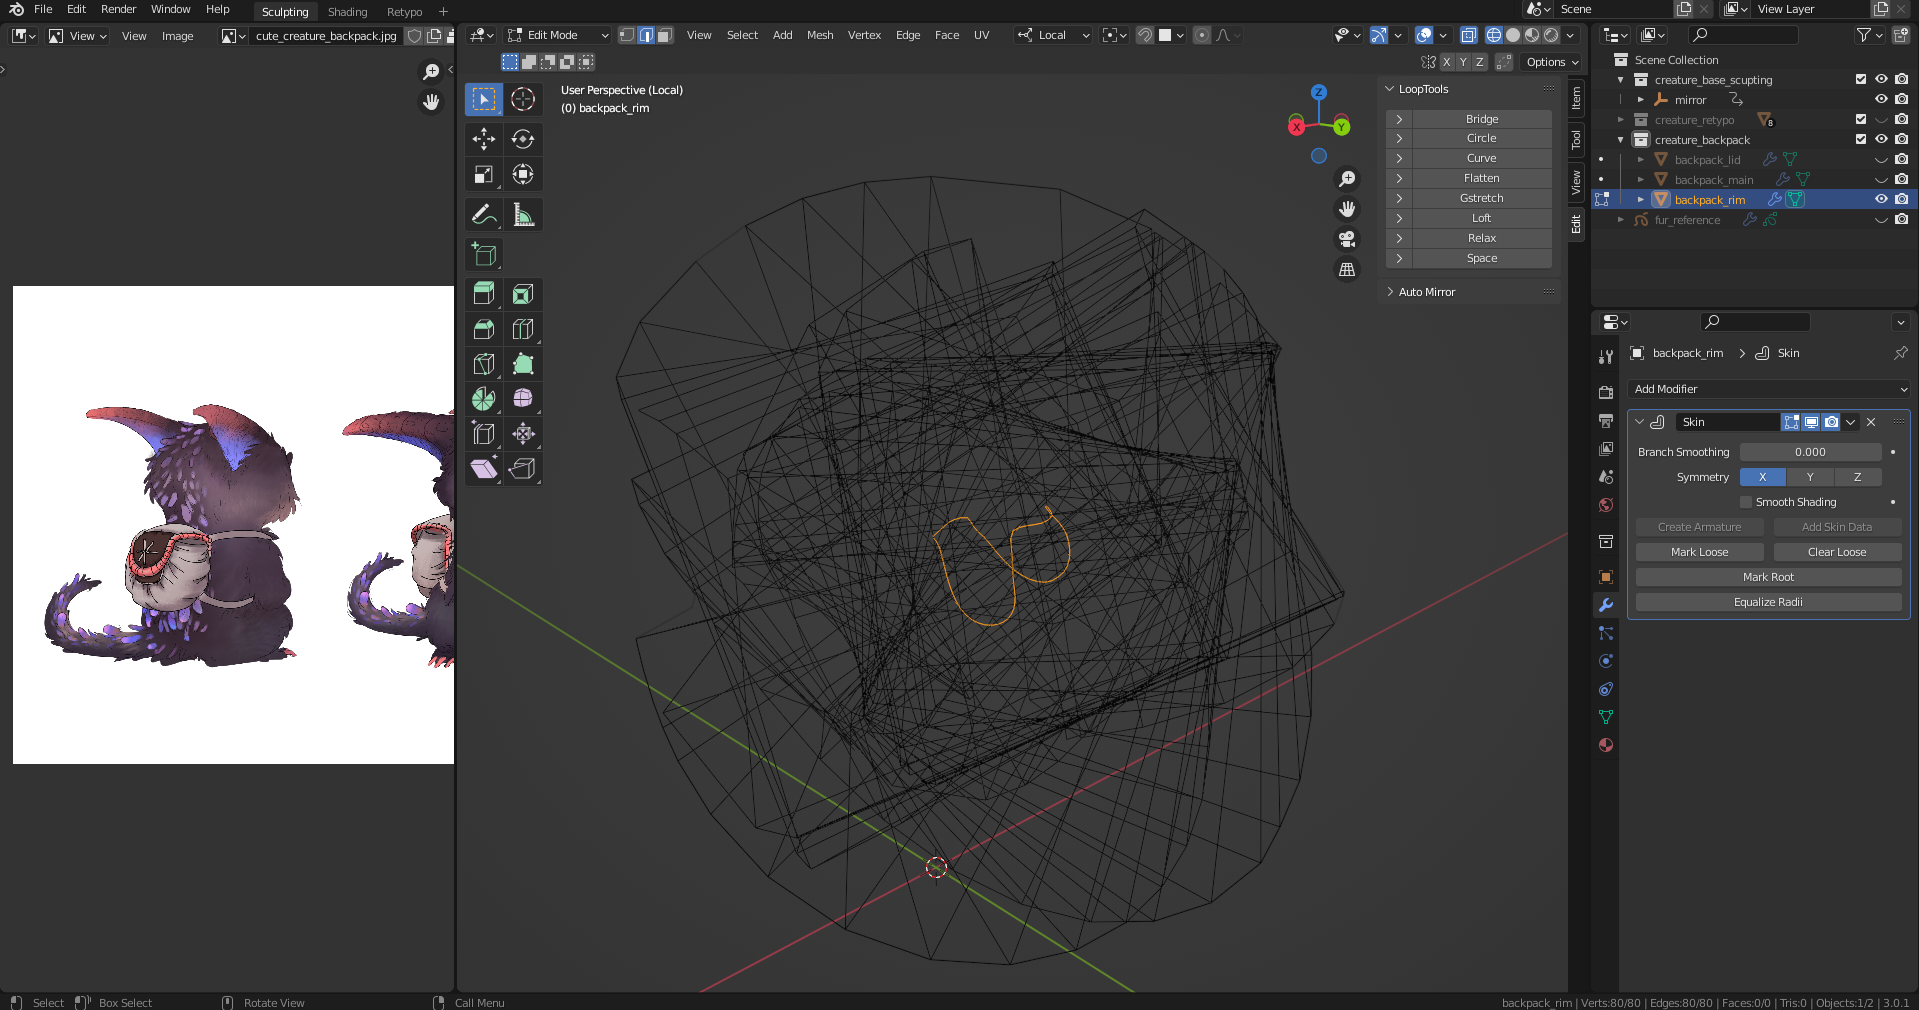 File Edit Render Window Help Sculpting Shading Retypo + Scene View Layer
View View Image cute_creature_backpack.jpg Edit Mode View Select Add Mesh Vertex Edge Face UV Local
X Y Z Options
User Perspective (Local)
(0) backpack_rim
Z
X
Y
LoopTools
Bridge
Circle
Curve
Flatten
Gstretch
Loft
Relax
Space
Auto Mirror
Item
Tool
View
Edit
Scene Collection
creature_base_scupting
mirror
creature_retypo 8
creature_backpack
backpack_lid
backpack_main
backpack_rim
fur_reference
backpack_rim > Skin
Add Modifier
Skin
Branch Smoothing 0.000
Symmetry X Y Z
Smooth Shading
Create Armature Add Skin Data
Mark Loose Clear Loose
Mark Root
Equalize Radii
Select Box Select Rotate View Call Menu backpack_rim | Verts:80/80 | Edges:80/80 | Faces:0/0 | Tris:0 | Objects:1/2 | 3.0.1